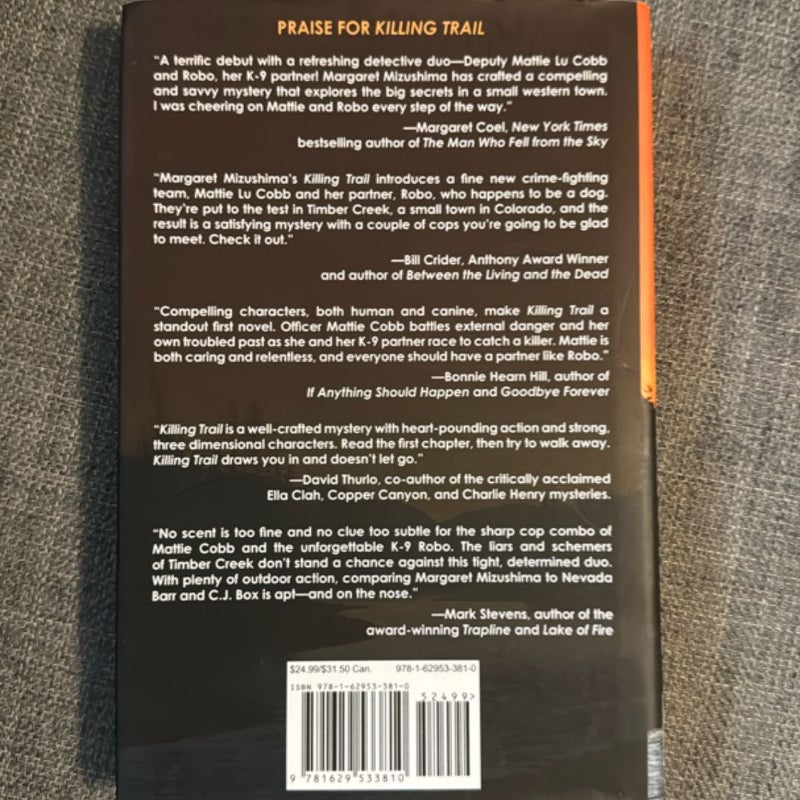 PRAISE FOR KILLING TRAIL
"A terrific debut with a refreshing detective duo—Deputy Mattie Lu Cobb
and Robo, her K-9 partner! Margaret Mizushima has crafted a compelling
and savvy mystery that explores the big secrets in a small western town.
I was cheering on Mattie and Robo every step of the way."
—Margaret Coel, New York Times
bestselling author of The Man Who Fell from the Sky
"Margaret Mizushima's Killing Trail introduces a fine new crime-fighting
team, Mattie Lu Cobb and her partner, Robo, who happens to be a dog.
They're put to the test in Timber Creek, a small town in Colorado, and the
result is a satisfying mystery with a couple of cops you're going to be glad
to meet. Check it out."
—Bill Crider, Anthony Award Winner
and author of Between the Living and the Dead
"Compelling characters, both human and canine, make Killing Trail a
standout first novel. Officer Mattie Cobb battles external danger and her
own troubled past as she and her K-9 partner race to catch a killer. Mattie is
both caring and relentless, and everyone should have a partner like Robo."
—Bonnie Hearn Hill, author of
If Anything Should Happen and Goodbye Forever
"Killing Trail is a well-crafted mystery with heart-pounding action and strong,
three dimensional characters. Read the first chapter, then try to walk away.
Killing Trail draws you in and doesn't let go."
—David Thurlo, co-author of the critically acclaimed
Ella Clah, Copper Canyon, and Charlie Henry mysteries.
"No scent is too fine and no clue too subtle for the sharp cop combo of
Mattie Cobb and the unforgettable K-9 Robo. The liars and schemers
of Timber Creek don't stand a chance against this tight, determined duo.
With plenty of outdoor action, comparing Margaret Mizushima to Nevada
Barr and C.J. Box is apt—and on the nose."
—Mark Stevens, author of the
award-winning Trapline and Lake of Fire
$24.99/$31.50 Can. 978-1-62953-381-0
ISBN 978-1-62953-381-0
52499>
9 781629 533810